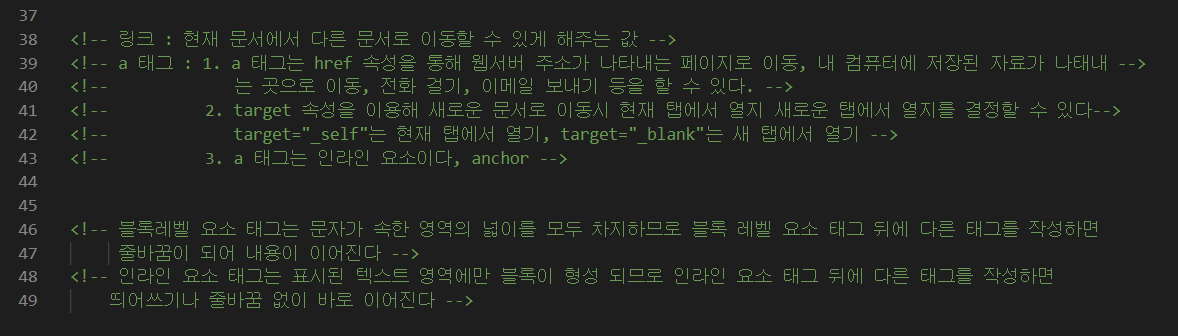 37
38 <!-- 링크 : 현재 문서에서 다른 문서로 이동할 수 있게 해주는 값 -->
39 <!-- a 태그 : 1. a 태그는 href 속성을 통해 웹서버 주소가 나타내는 페이지로 이동, 내 컴퓨터에 저장된 자료가 나태내 -->
40 <!-- 는 곳으로 이동, 전화 걸기, 이메일 보내기 등을 할 수 있다. -->
41 <!-- 2. target 속성을 이용해 새로운 문서로 이동시 현재 탭에서 열지 새로운 탭에서 열지를 결정할 수 있다-->
42 <!-- target="_self"는 현재 탭에서 열기, target="_blank"는 새 탭에서 열기 -->
43 <!-- 3. a 태그는 인라인 요소이다, anchor -->
44
45
46 <!-- 블록레벨 요소 태그는 문자가 속한 영역의 넓이를 모두 차지하므로 블록 레벨 요소 태그 뒤에 다른 태그를 작성하면
47 줄바꿈이 되어 내용이 이어진다 -->
48 <!-- 인라인 요소 태그는 표시된 텍스트 영역에만 블록이 형성 되므로 인라인 요소 태그 뒤에 다른 태그를 작성하면
49 띄어쓰기나 줄바꿈 없이 바로 이어진다 -->